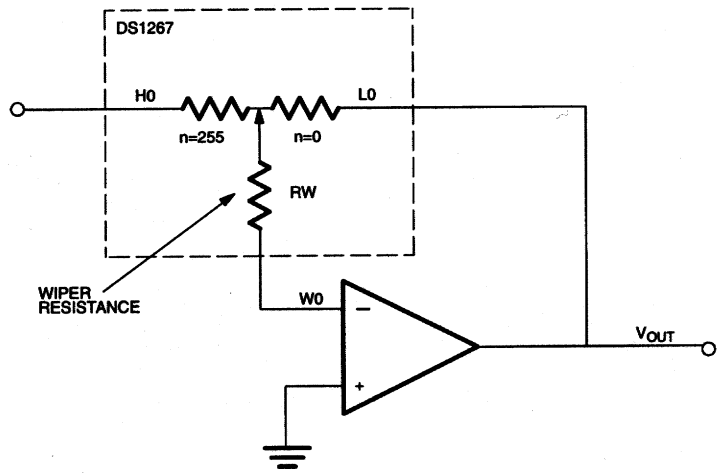 DS1267
H0
L0
n=255
n=0
RW
WIPER
RESISTANCE
W0
−
+
VOUT